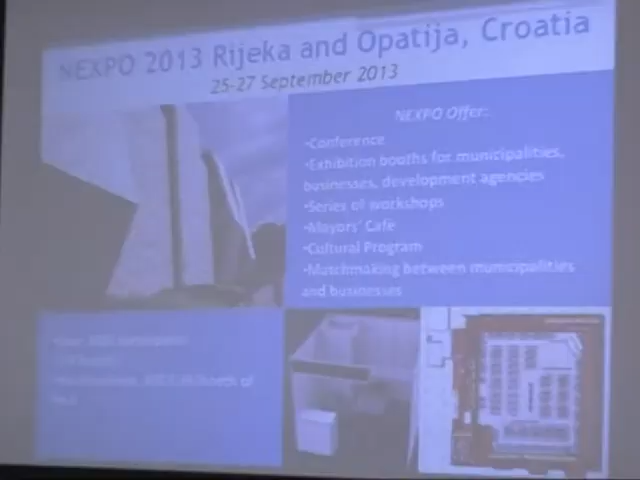 NEXPO 2013 Rijeka and Opatija, Croatia
25-27 September 2013
NEXPO Offer:
•Conference
•Exhibition booths for municipalities,
businesses, development agencies
•Series of workshops
•Mayors' Cafe
•Cultural Program
•Matchmaking between municipalities
and businesses